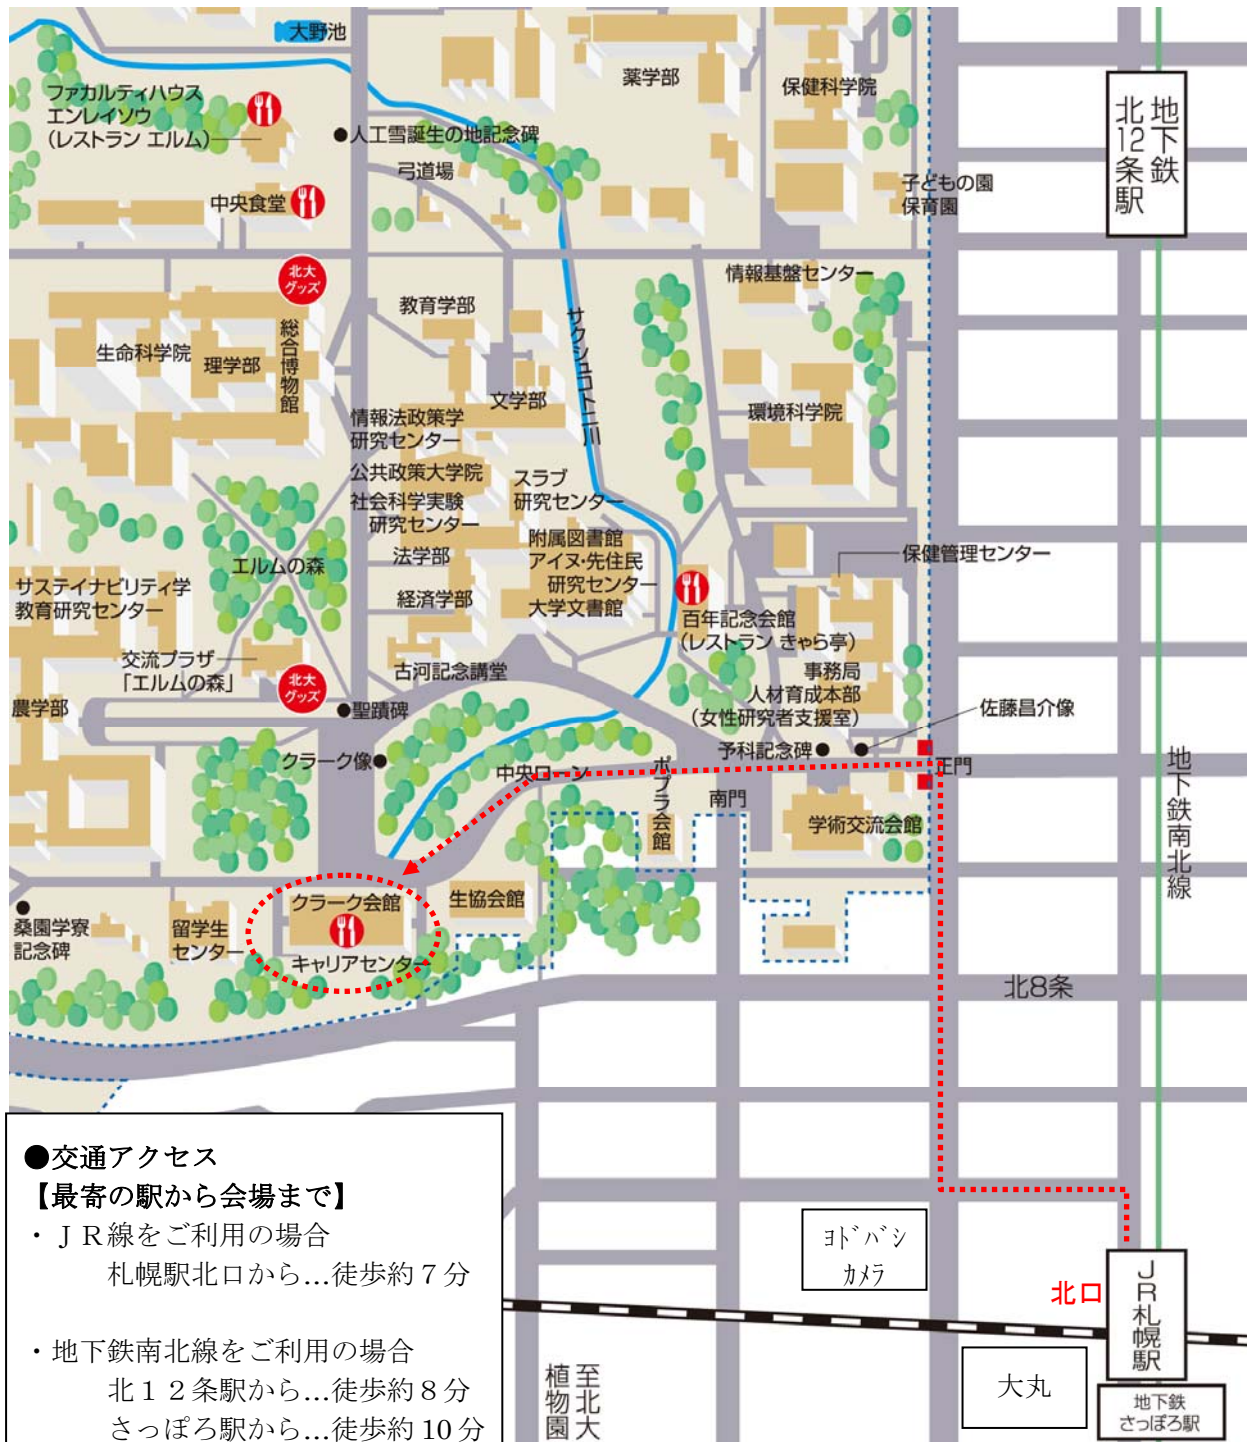 大野池
ファカルティハウス
エンレイソウ
(レストラン エルム)
●人工雪誕生の地記念碑
弓道場
中央食堂
薬学部
保健科学院
子どもの園
保育園
地下鉄
北12条駅
北大
グッズ
総合博物館
生命科学院
理学部
教育学部
文学部
情報法政策学
研究センター
公共政策大学院
社会科学実験
研究センター
スラブ
研究センター
サクシュコトニ川
情報基盤センター
環境科学院
エルムの森
法学部
経済学部
附属図書館
アイヌ・先住民
研究センター
大学文書館
保健管理センター
サステイナビリティ学
教育研究センター
百年記念会館
(レストラン きゃら亭)
交流プラザ
「エルムの森」
北大
グッズ
古河記念講堂
事務局
人材育成本部
(女性研究者支援室)
農学部
●聖蹟碑
佐藤昌介像
予科記念碑●
クラーク像●
中央ローン
ポプラ会館
南門
正門
学術交流会館
地下鉄南北線
クラーク会館
キャリアセンター
生協会館
留学生
センター
●
桑園学寮
記念碑
北8条
●交通アクセス
【最寄の駅から会場まで】
・ＪＲ線をご利用の場合
札幌駅北口から…徒歩約７分
・地下鉄南北線をご利用の場合
北１２条駅から…徒歩約８分
さっぽろ駅から…徒歩約 10 分
ﾖﾄﾞﾊﾞｼ
ｶﾒﾗ
北口
ＪＲ札幌駅
大丸
地下鉄
さっぽろ駅
至北大
植物園